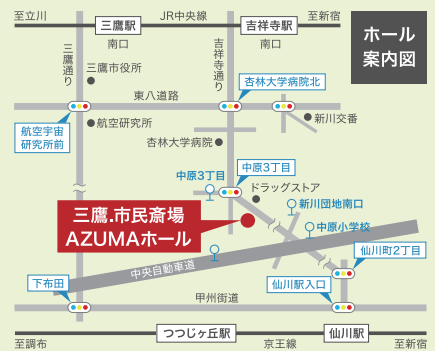 至立川
三鷹駅
JR中央線
吉祥寺駅
至新宿
南口
南口
ホール
案内図
三鷹通り
吉祥寺通り
三鷹市役所
杏林大学病院北
東八道路
航空宇宙
研究所前
航空研究所
新川交番
杏林大学病院
中原3丁目
中原3丁目
ドラッグストア
新川団地南口
三鷹.市民斎場
AZUMAホール
中原小学校
仙川町2丁目
中央自動車道
下布田
仙川駅入口
甲州街道
至調布
つつじヶ丘駅
京王線
仙川駅
至新宿